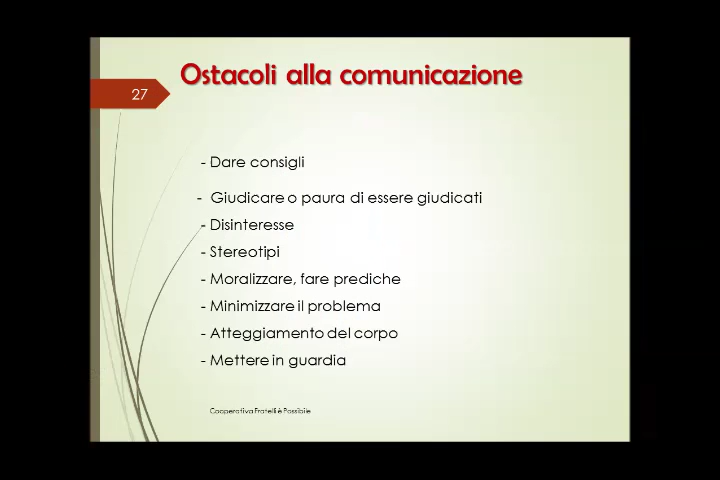 Ostacoli alla comunicazione
27
- Dare consigli
- Giudicare o paura di essere giudicati
- Disinteresse
- Stereotipi
- Moralizzare, fare prediche
- Minimizzare il problema
- Atteggiamento del corpo
- Mettere in guardia
Cooperativa Fratelli è Possibile